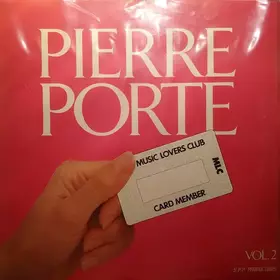 PIERRE
PORTE
MUSIC LOVERS CLUB
MLC
CARD MEMBER
VOL. 2